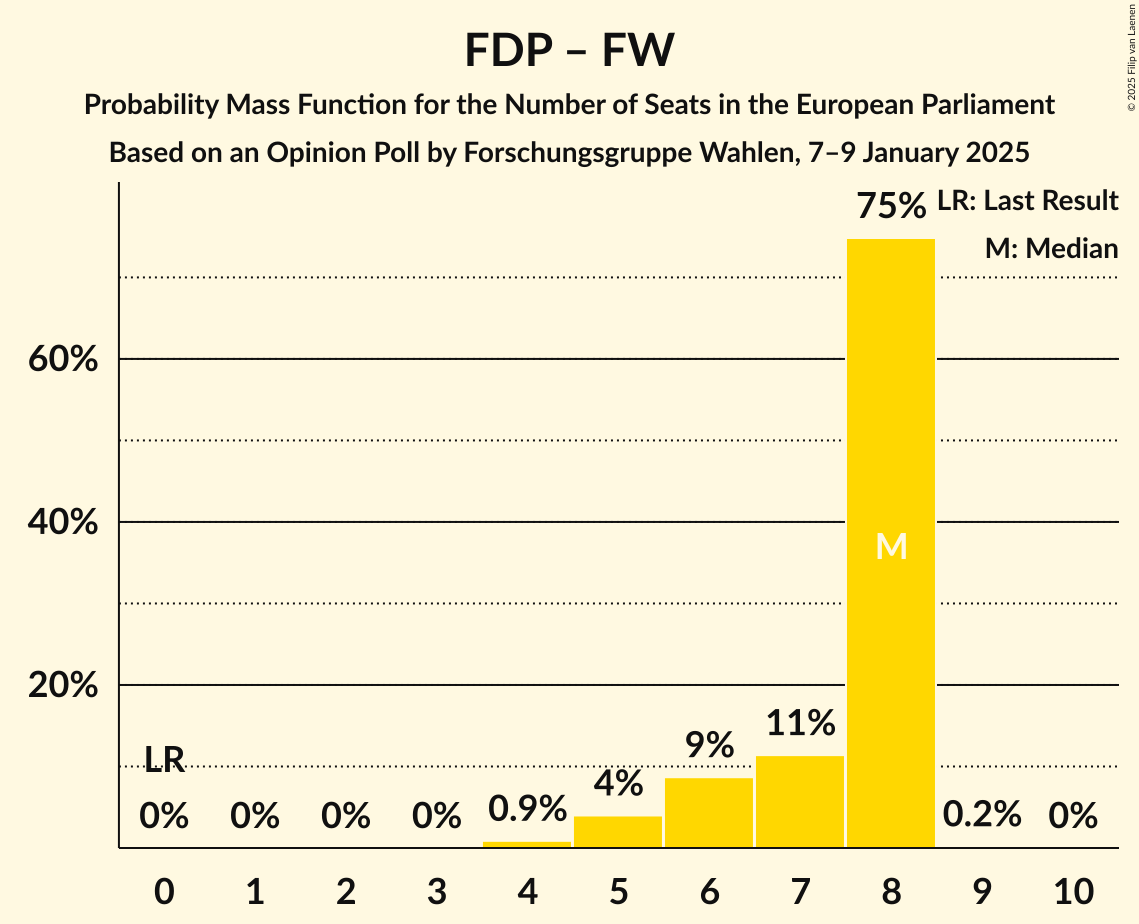 FDP – FW
Probability Mass Function for the Number of Seats in the European Parliament
Based on an Opinion Poll by Forschungsgruppe Wahlen, 7–9 January 2025
© 2025 Filip van Laenen
LR: Last Result
M: Median
60%
40%
20%
LR
0%
0%
0%
0%
0.9%
4%
9%
11%
75%
M
0.2%
0%
0 1 2 3 4 5 6 7 8 9 10